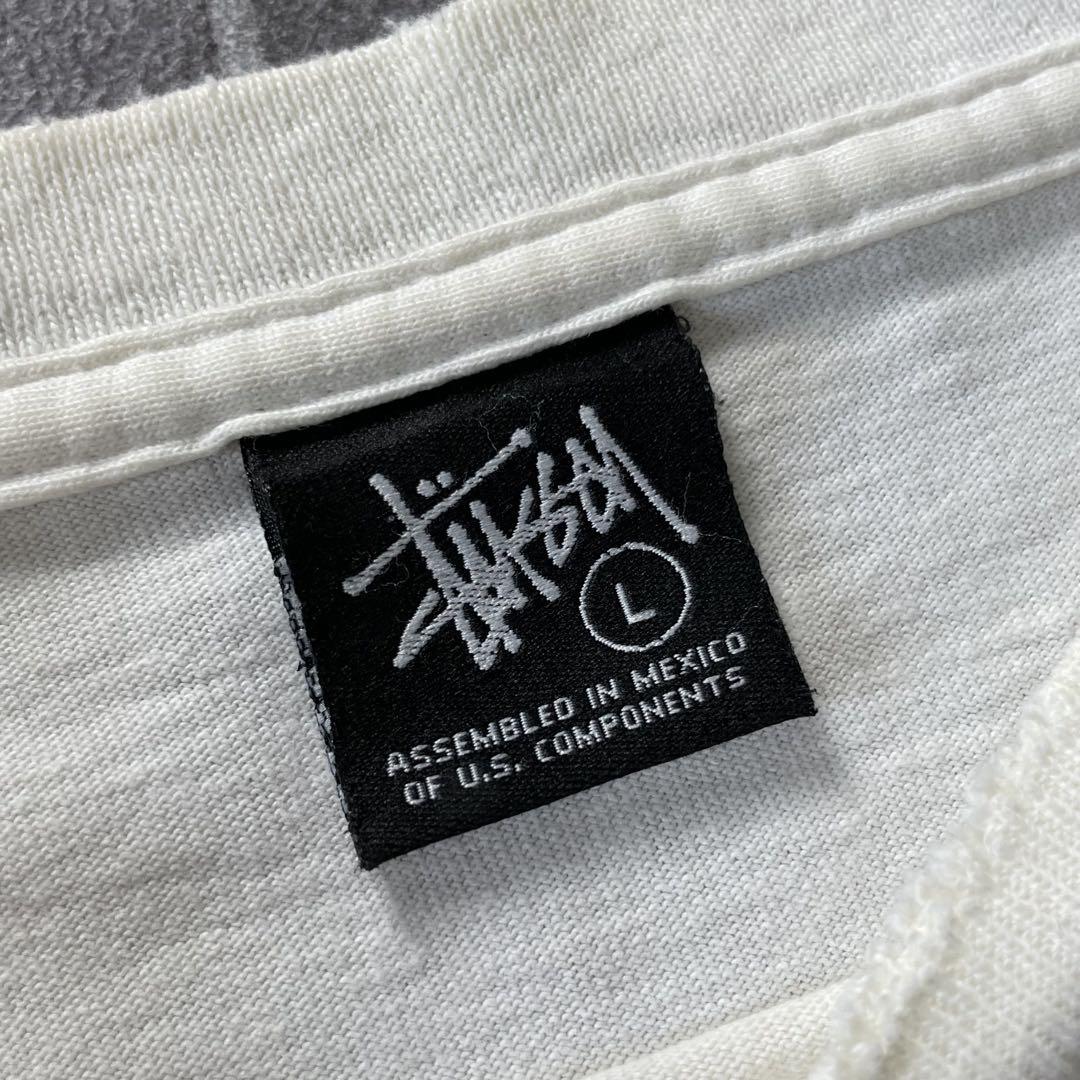 Stüssy
L
ASSEMBLED IN MEXICO
OF U.S. COMPONENTS